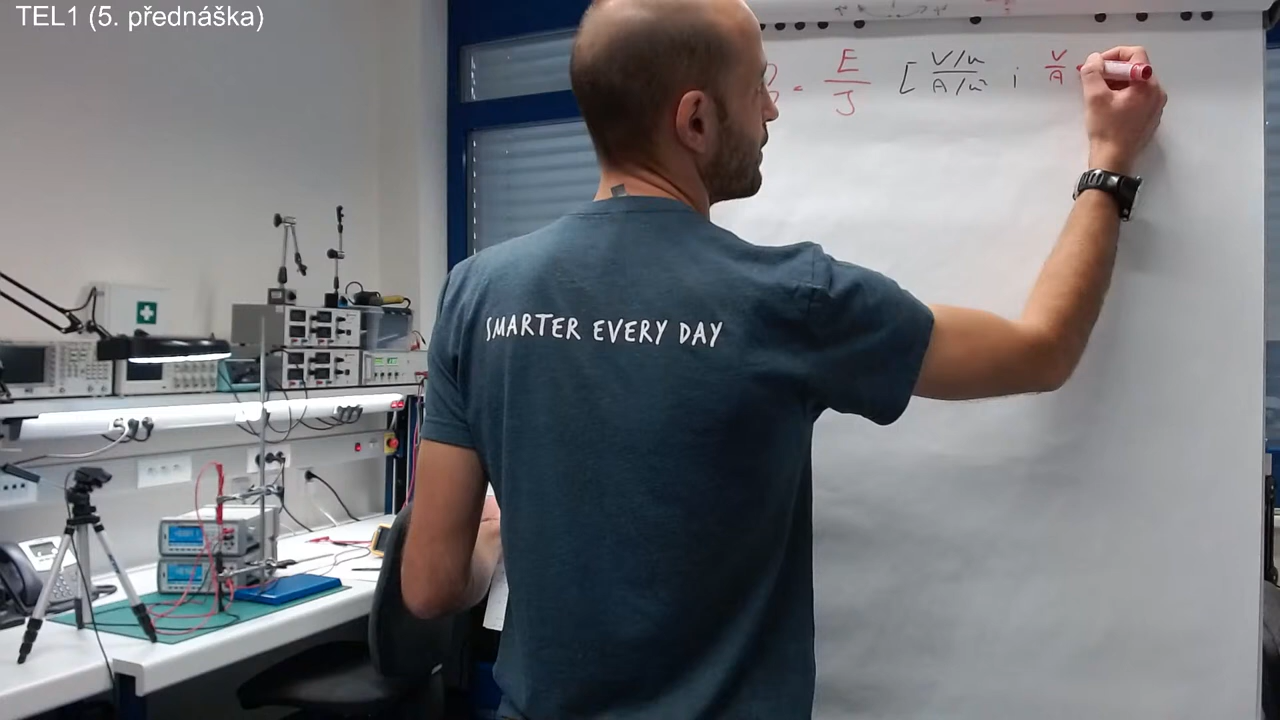 TEL1 (5. přednáška)
= E/J [ V/m / A/m² ; V/A
SMARTER EVERY DAY